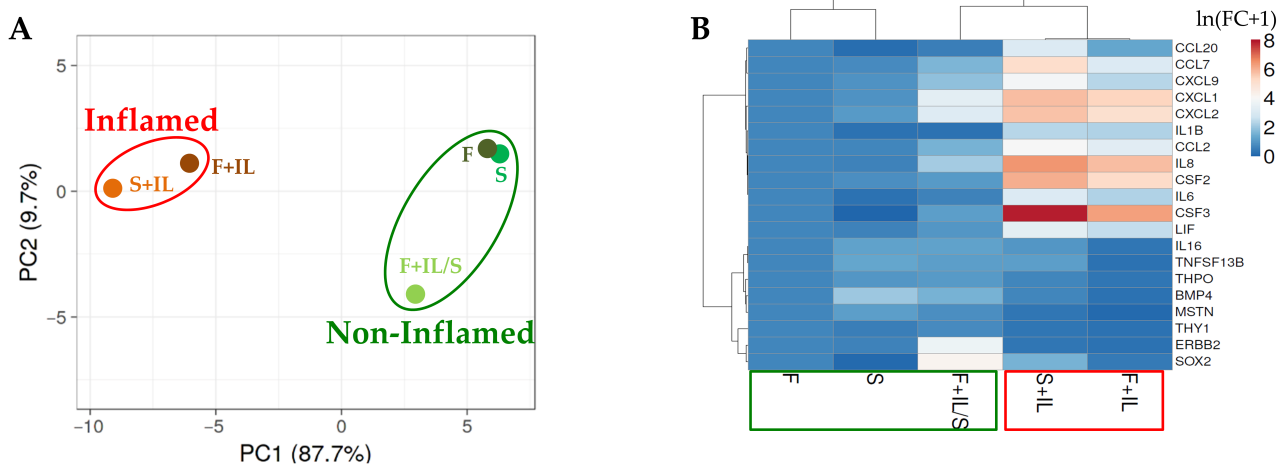 A
PC2 (9.7%)
5
0
−5
Inflamed
F+IL
S+IL
F
S
F+IL/S
Non-Inflamed
−10
−5
0
5
PC1 (87.7%)
B
ln(FC+1)
8
6
4
2
0
CCL20
CCL7
CXCL9
CXCL1
CXCL2
IL1B
CCL2
IL8
CSF2
IL6
CSF3
LIF
IL16
TNFSF13B
THPO
BMP4
MSTN
THY1
ERBB2
SOX2
F
S
F+IL/S
S+IL
F+IL